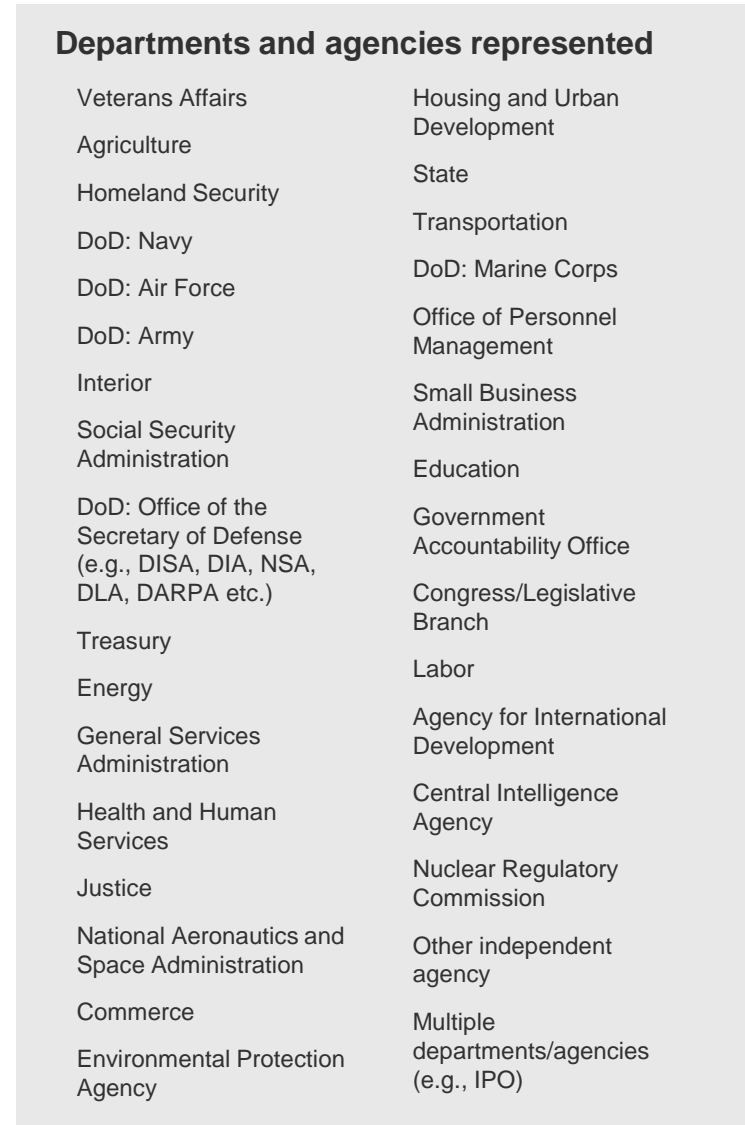 Departments and agencies represented
Veterans Affairs
Agriculture
Homeland Security
DoD: Navy
DoD: Air Force
DoD: Army
Interior
Social Security
Administration
DoD: Office of the
Secretary of Defense
(e.g., DISA, DIA, NSA,
DLA, DARPA etc.)
Treasury
Energy
General Services
Administration
Health and Human
Services
Justice
National Aeronautics and
Space Administration
Commerce
Environmental Protection
Agency
Housing and Urban
Development
State
Transportation
DoD: Marine Corps
Office of Personnel
Management
Small Business
Administration
Education
Government
Accountability Office
Congress/Legislative
Branch
Labor
Agency for International
Development
Central Intelligence
Agency
Nuclear Regulatory
Commission
Other independent
agency
Multiple
departments/agencies
(e.g., IPO)